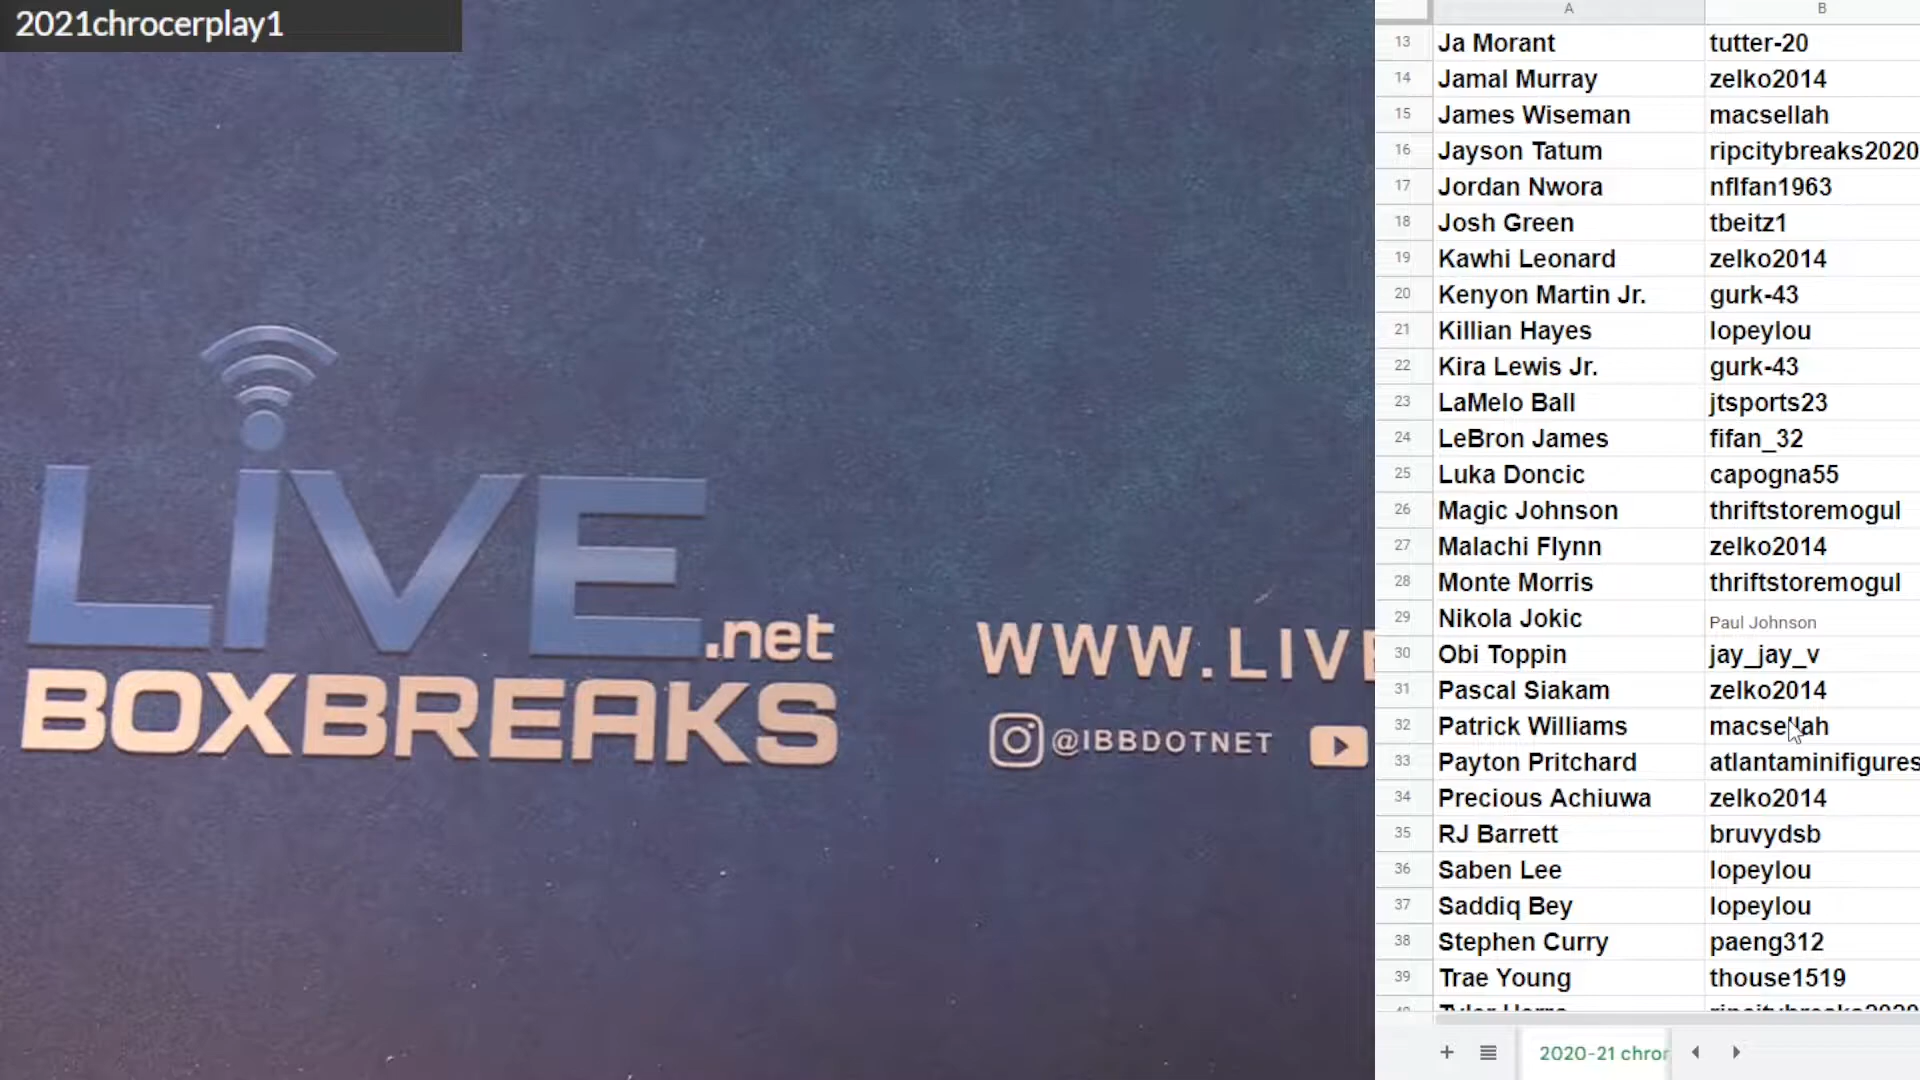 2021chrocerplay1
LiVE.net
BOXBREAKS
WWW.LIV
@IBBDOTNET
A B
13 Ja Morant tutter-20
14 Jamal Murray zelko2014
15 James Wiseman macsellah
16 Jayson Tatum ripcitybreaks2020
17 Jordan Nwora nflfan1963
18 Josh Green tbeitz1
19 Kawhi Leonard zelko2014
20 Kenyon Martin Jr. gurk-43
21 Killian Hayes lopeylou
22 Kira Lewis Jr. gurk-43
23 LaMelo Ball jtsports23
24 LeBron James fifan_32
25 Luka Doncic capogna55
26 Magic Johnson thriftstoremogul
27 Malachi Flynn zelko2014
28 Monte Morris thriftstoremogul
29 Nikola Jokic Paul Johnson
30 Obi Toppin jay_jay_v
31 Pascal Siakam zelko2014
32 Patrick Williams macsellah
33 Payton Pritchard atlantaminifigures
34 Precious Achiuwa zelko2014
35 RJ Barrett bruvydsb
36 Saben Lee lopeylou
37 Saddiq Bey lopeylou
38 Stephen Curry paeng312
39 Trae Young thouse1519
2020-21 chror